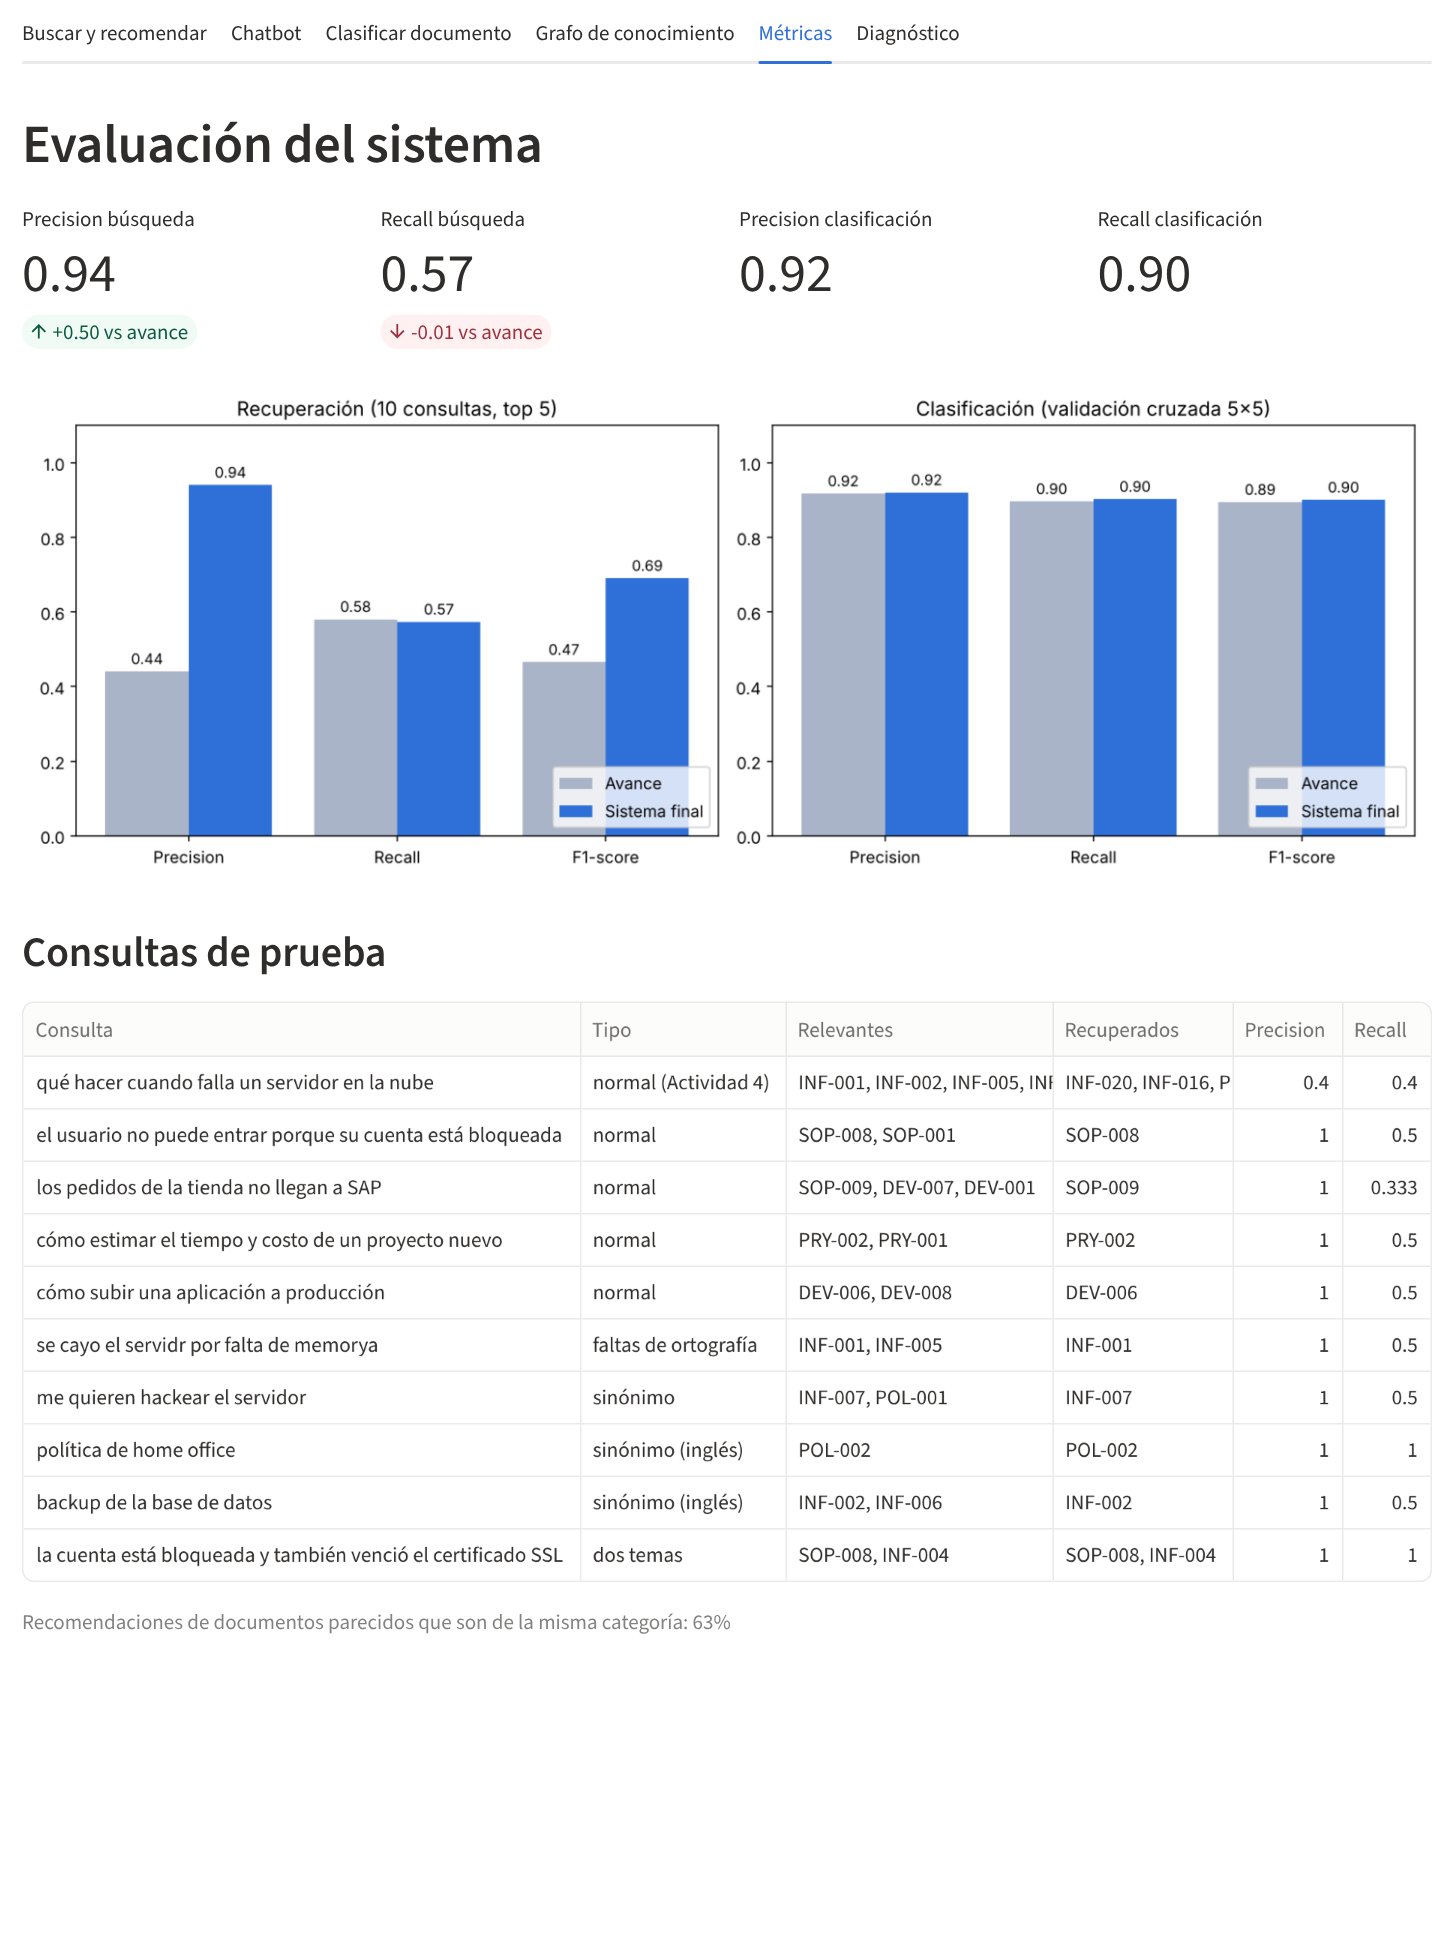 Buscar y recomendar Chatbot Clasificar documento Grafo de conocimiento Métricas Diagnóstico
Evaluación del sistema
Precision búsqueda Recall búsqueda Precision clasificación Recall clasificación
0.94 0.57 0.92 0.90
↑ +0.50 vs avance ↓ -0.01 vs avance
Recuperación (10 consultas, top 5)
1.0
0.8
0.6
0.4
0.2
0.0
0.44 0.94 0.58 0.57 0.47 0.69
Avance
Sistema final
Precision Recall F1-score
Clasificación (validación cruzada 5×5)
1.0
0.8
0.6
0.4
0.2
0.0
0.92 0.92 0.90 0.90 0.89 0.90
Avance
Sistema final
Precision Recall F1-score
Consultas de prueba
Consulta Tipo Relevantes Recuperados Precision Recall
qué hacer cuando falla un servidor en la nube normal (Actividad 4) INF-001, INF-002, INF-005, INF INF-020, INF-016, P 0.4 0.4
el usuario no puede entrar porque su cuenta está bloqueada normal SOP-008, SOP-001 SOP-008 1 0.5
los pedidos de la tienda no llegan a SAP normal SOP-009, DEV-007, DEV-001 SOP-009 1 0.333
cómo estimar el tiempo y costo de un proyecto nuevo normal PRY-002, PRY-001 PRY-002 1 0.5
cómo subir una aplicación a producción normal DEV-006, DEV-008 DEV-006 1 0.5
se cayo el servidr por falta de memorya faltas de ortografía INF-001, INF-005 INF-001 1 0.5
me quieren hackear el servidor sinónimo INF-007, POL-001 INF-007 1 0.5
política de home office sinónimo (inglés) POL-002 POL-002 1 1
backup de la base de datos sinónimo (inglés) INF-002, INF-006 INF-002 1 0.5
la cuenta está bloqueada y también venció el certificado SSL dos temas SOP-008, INF-004 SOP-008, INF-004 1 1
Recomendaciones de documentos parecidos que son de la misma categoría: 63%